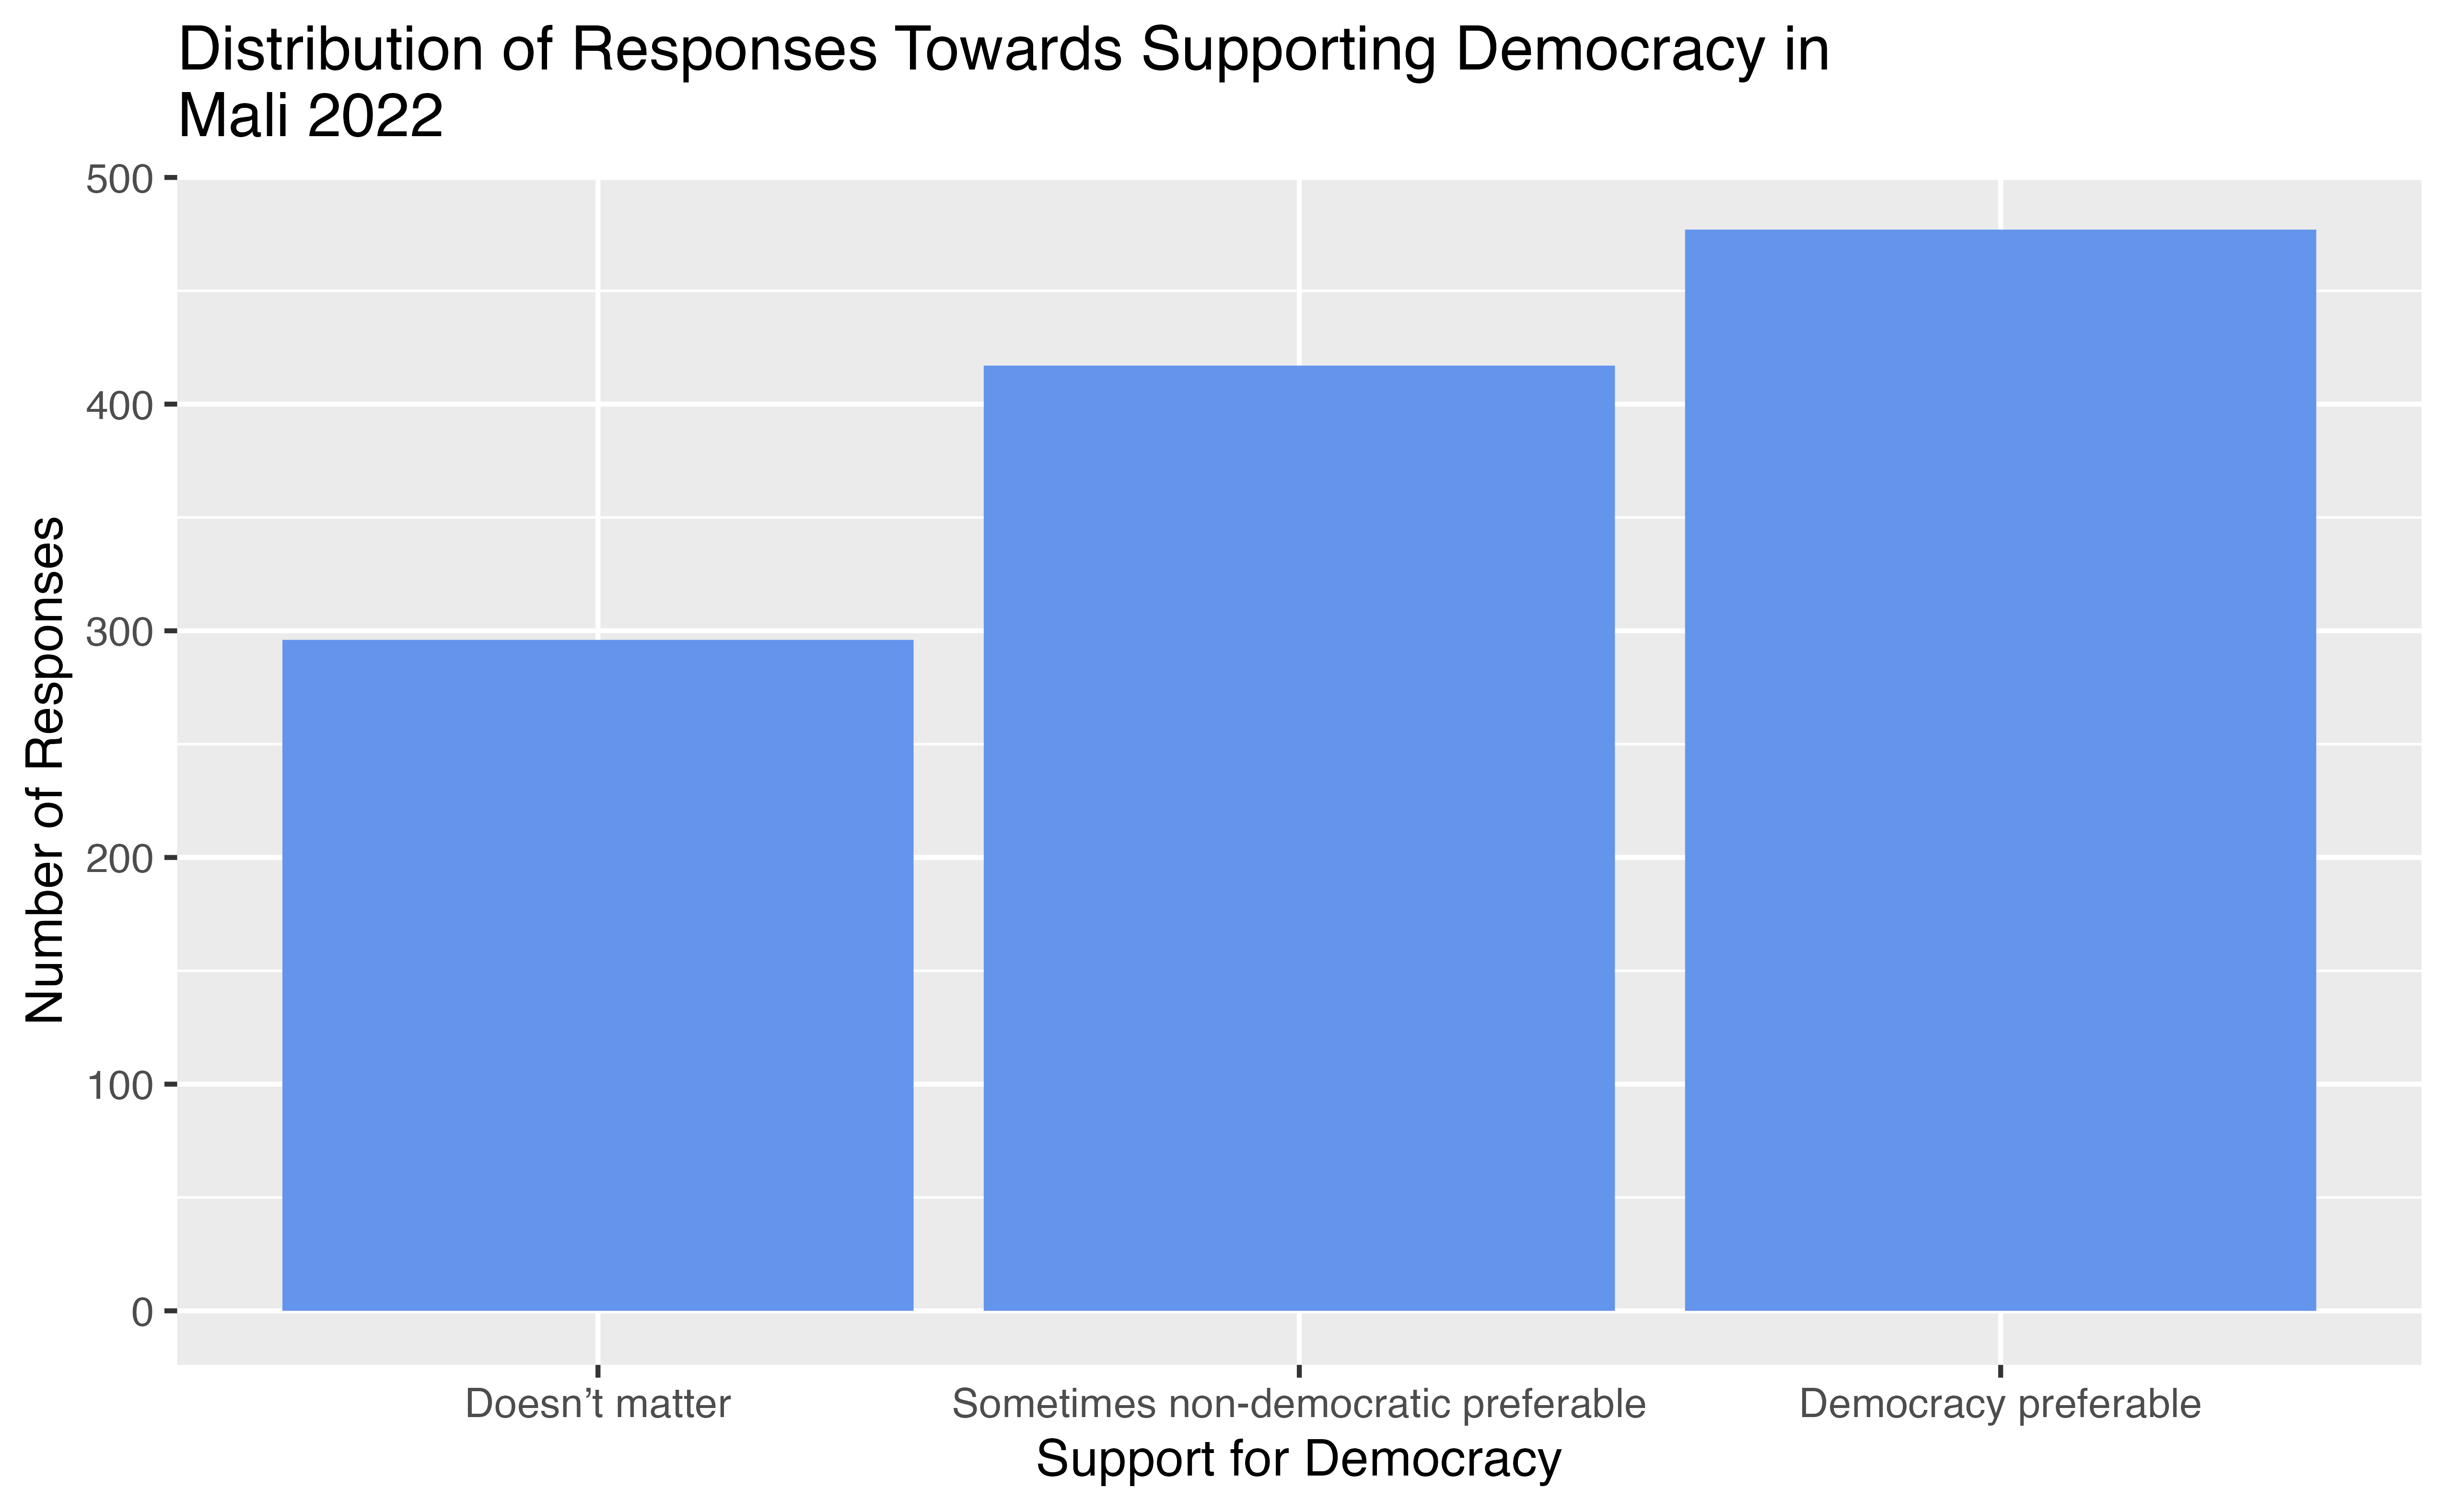 Distribution of Responses Towards Supporting Democracy in
Mali 2022
500
400
300
200
100
0
Number of Responses
Doesn’t matter
Sometimes non-democratic preferable
Democracy preferable
Support for Democracy